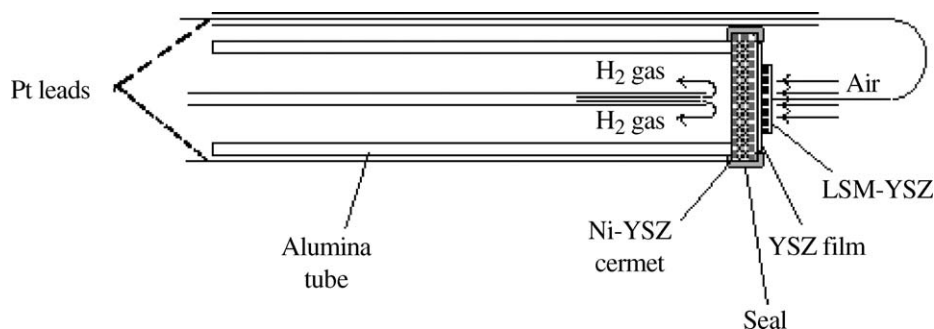 H2 gas
Air
Pt leads
H2 gas
LSM-YSZ
Ni-YSZ
cermet
YSZ film
Alumina
tube
Seal